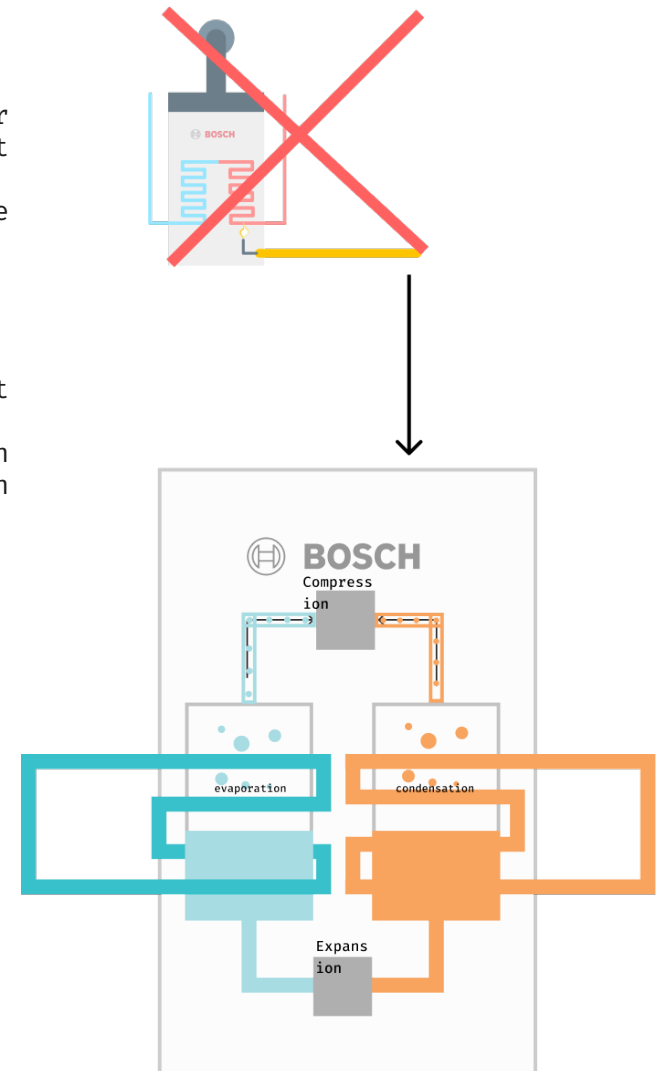 r
t
BOSCH
e
t
n
n
BOSCH
Compress
ion
evaporation
condensation
Expans
ion